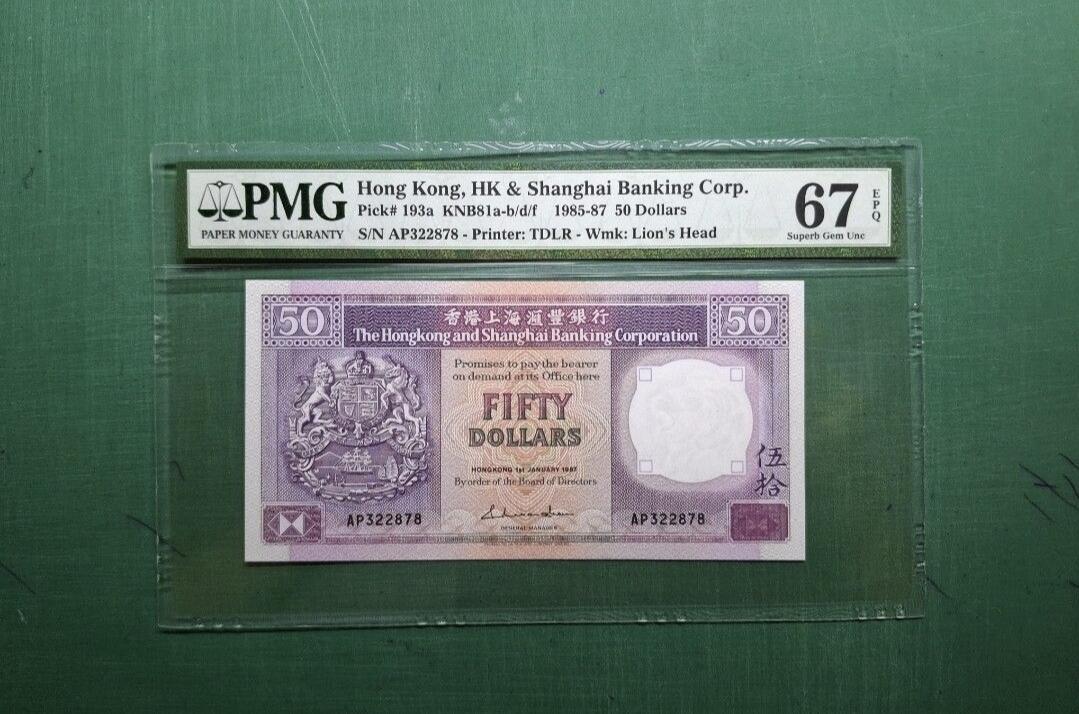 PMG
PAPER MONEY GUARANTY
Hong Kong, HK & Shanghai Banking Corp.
Pick# 193a KNB81a-b/d/f 1985-87 50 Dollars
S/N AP322878 - Printer: TDLR - Wmk: Lion's Head
67
EPQ
Superb Gem Unc
50
香港上海滙豐銀行
50
The Hongkong and Shanghai Banking Corporation
Promises to pay the bearer
on demand at its Office here
FIFTY
DOLLARS
HONGKONG 1st JANUARY 1987
By order of the Board of Directors
伍拾
AP322878
AP322878
GENERAL MANAGER